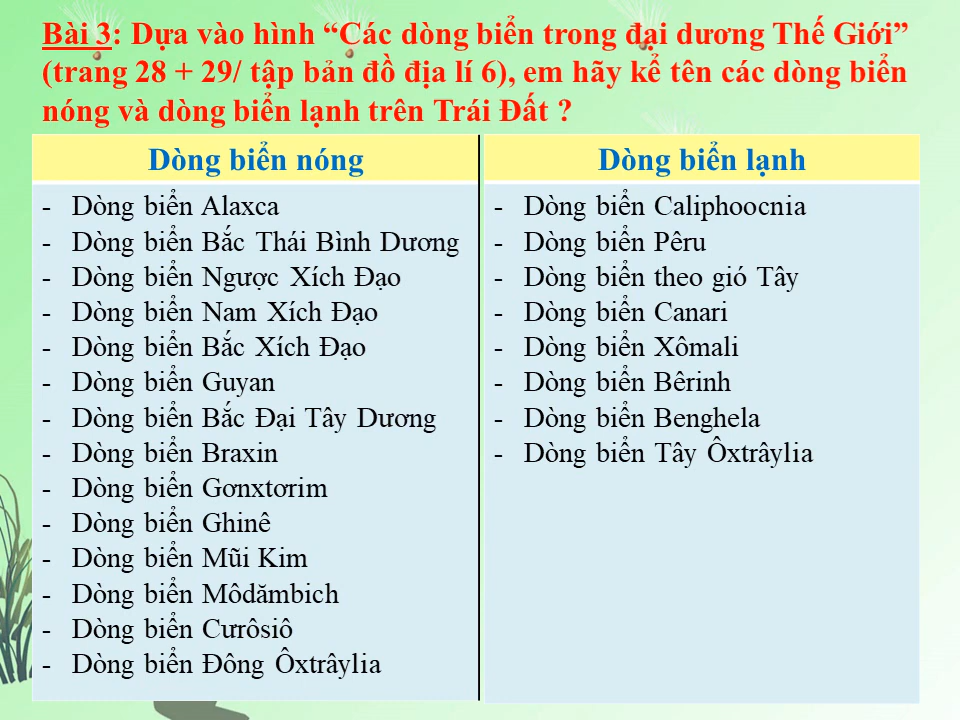 Bài 3: Dựa vào hình “Các dòng biển trong đại dương Thế Giới”
(trang 28 + 29/ tập bản đồ địa lí 6), em hãy kể tên các dòng biển
nóng và dòng biển lạnh trên Trái Đất ?
Dòng biển nóng
- Dòng biển Alaxca
- Dòng biển Bắc Thái Bình Dương
- Dòng biển Ngược Xích Đạo
- Dòng biển Nam Xích Đạo
- Dòng biển Bắc Xích Đạo
- Dòng biển Guyan
- Dòng biển Bắc Đại Tây Dương
- Dòng biển Braxin
- Dòng biển Gơnxtơrim
- Dòng biển Ghinê
- Dòng biển Mũi Kim
- Dòng biển Môdămbich
- Dòng biển Cưrôsiô
- Dòng biển Đông Ôxtrâylia
Dòng biển lạnh
- Dòng biển Caliphoocnia
- Dòng biển Pêru
- Dòng biển theo gió Tây
- Dòng biển Canari
- Dòng biển Xômali
- Dòng biển Bêrinh
- Dòng biển Benghela
- Dòng biển Tây Ôxtrâylia